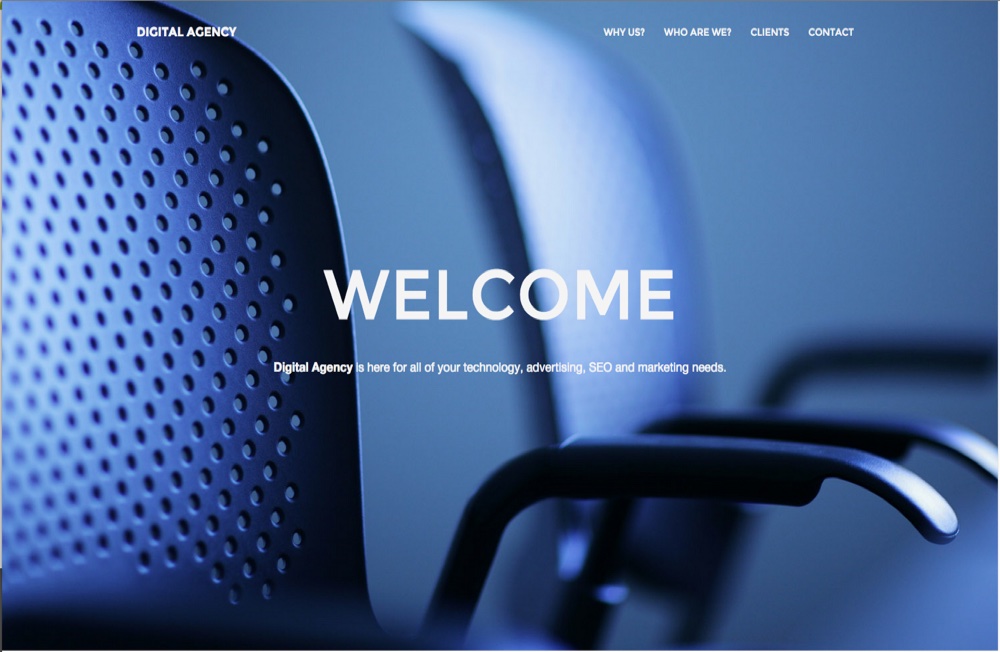 DIGITAL AGENCY
WHY US? WHO ARE WE? CLIENTS CONTACT
WELCOME
Digital Agency is here for all of your technology, advertising, SEO and marketing needs.